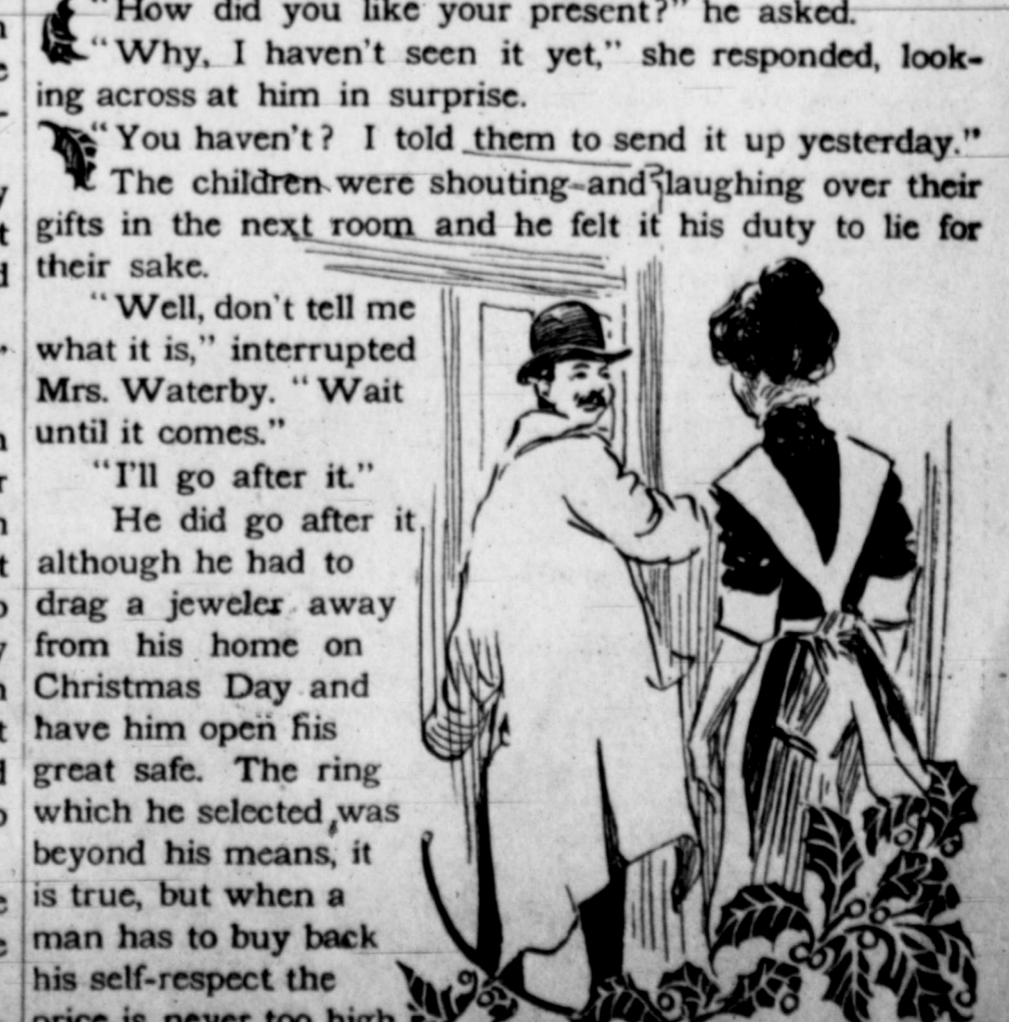 "How did you like your present?" he asked.
"Why, I haven't seen it yet," she responded, look-
ing across at him in surprise.
"You haven't? I told them to send it up yesterday."
The children were shouting and laughing over their
gifts in the next room and he felt it his duty to lie for
their sake.
"Well, don't tell me
what it is," interrupted
Mrs. Waterby. "Wait
until it comes."
"I'll go after it."
He did go after it,
although he had to
drag a jeweler away
from his home on
Christmas Day and
have him open his
great safe. The ring
which he selected was
beyond his means, it
is true, but when a
man has to buy back
his self-respect the
price is never too high